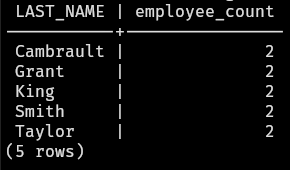 LAST_NAME | employee_count
-----------+----------------
Cambrault | 2
Grant | 2
King | 2
Smith | 2
Taylor | 2
(5 rows)